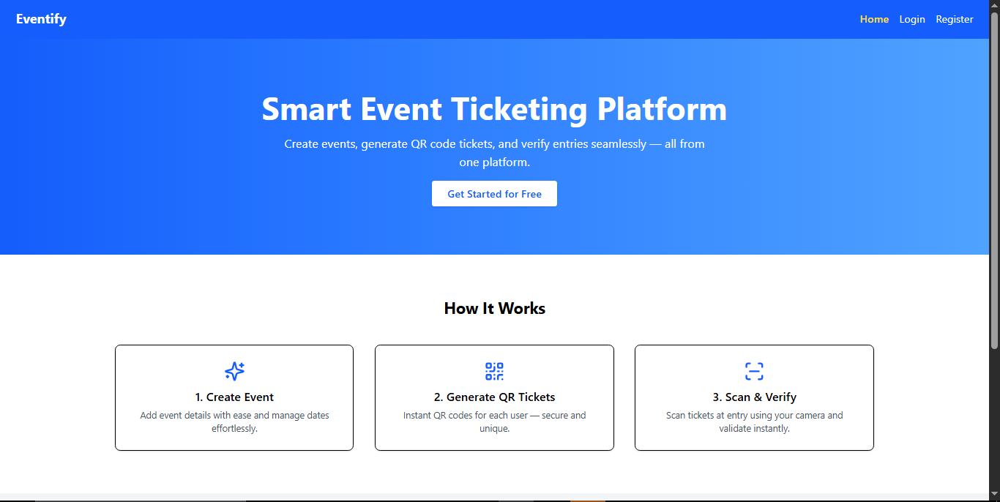 Eventify
Home Login Register
Smart Event Ticketing Platform
Create events, generate QR code tickets, and verify entries seamlessly — all from
one platform.
Get Started for Free
How It Works
1. Create Event
Add event details with ease and manage dates
effortlessly.
2. Generate QR Tickets
Instant QR codes for each user — secure and
unique.
3. Scan & Verify
Scan tickets at entry using your camera and
validate instantly.